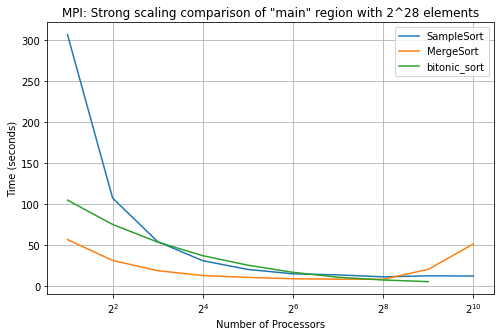 MPI: Strong scaling comparison of "main" region with 2^28 elements
SampleSort
MergeSort
bitonic_sort
Time (seconds)
300
250
200
150
100
50
0
2^2 2^4 2^6 2^8 2^10
Number of Processors